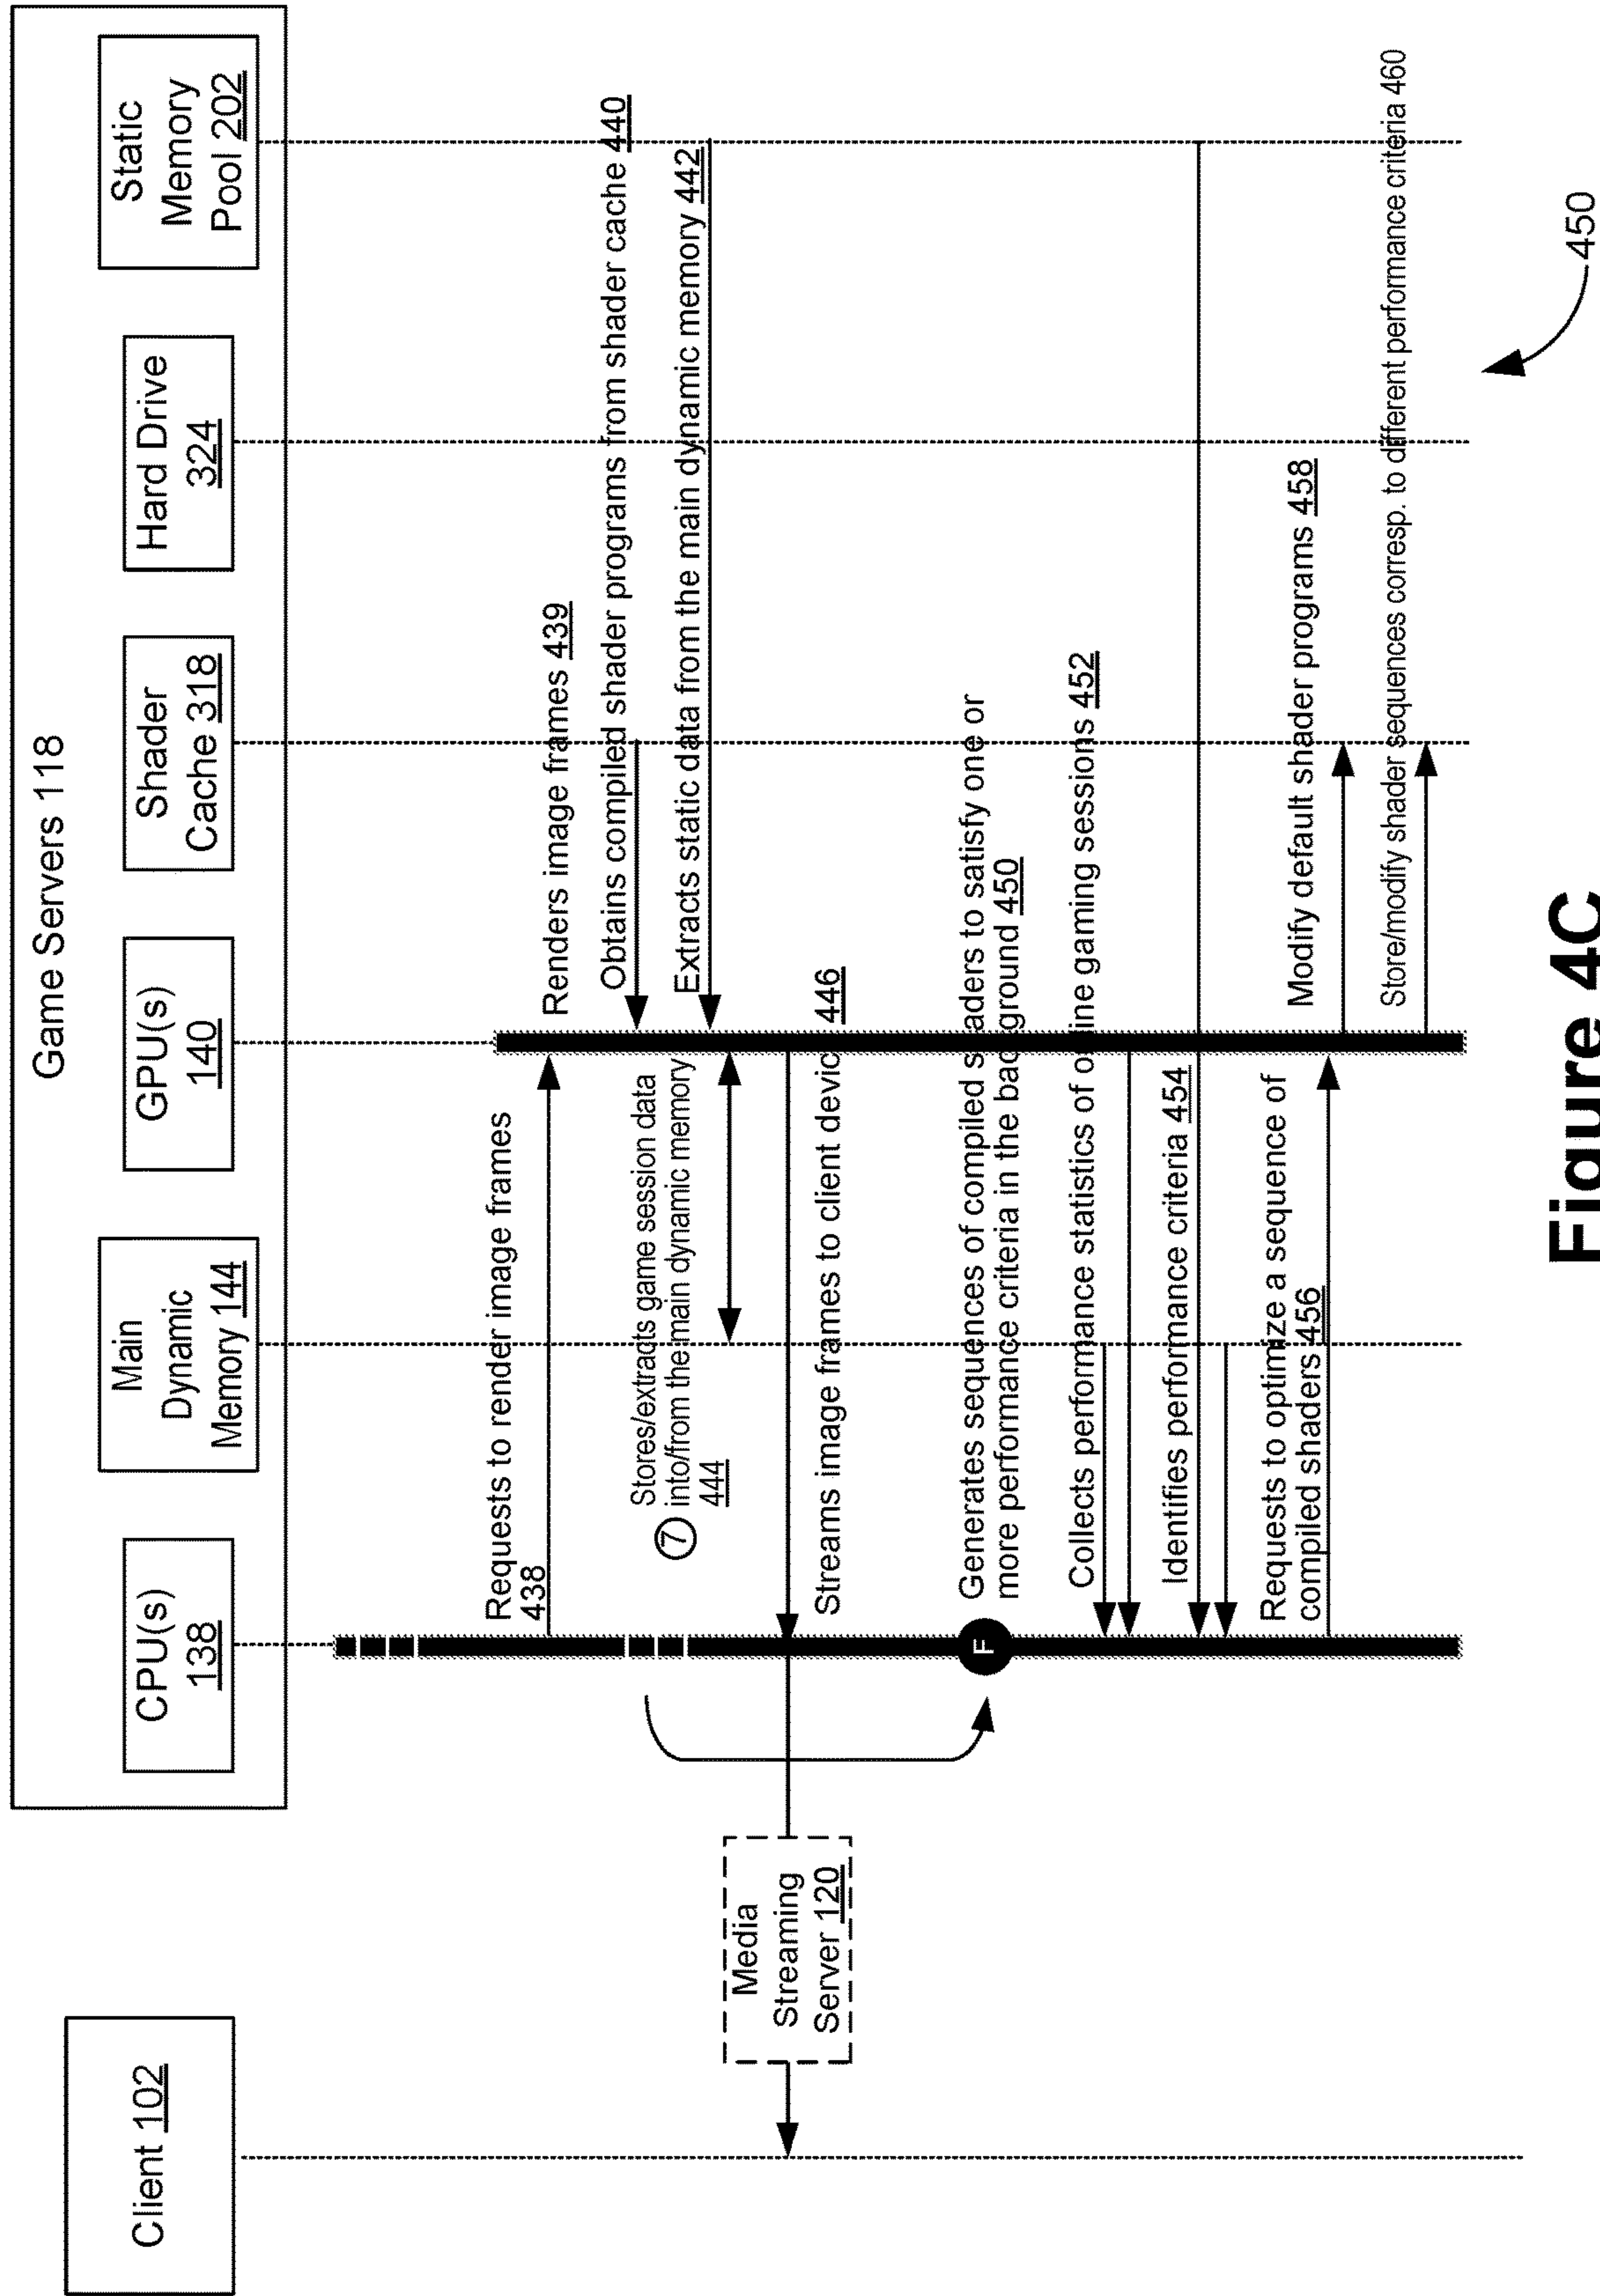 Game Servers 118
Client 102
CPU(s)
138
Main
Dynamic
Memory 144
GPU(s)
140
Shader
Cache 318
Hard Drive
324
Static
Memory
Pool 202
Requests to render image frames
438
Renders image frames 439
Obtains compiled shader programs from shader cache 440
Extracts static data from the main dynamic memory 442
7
Stores/extracts game session data
into/from the main dynamic memory
444
Media
Streaming
Server 120
Streams image frames to client devic 446
F
Generates sequences of compiled shaders to satisfy one or
more performance criteria in the background 450
Collects performance statistics of online gaming sessions 452
Identifies performance criteria 454
Requests to optimize a sequence of
compiled shaders 456
Modify default shader programs 458
Store/modify shader sequences corresp. to different performance criteria 460
450
Figure 4C